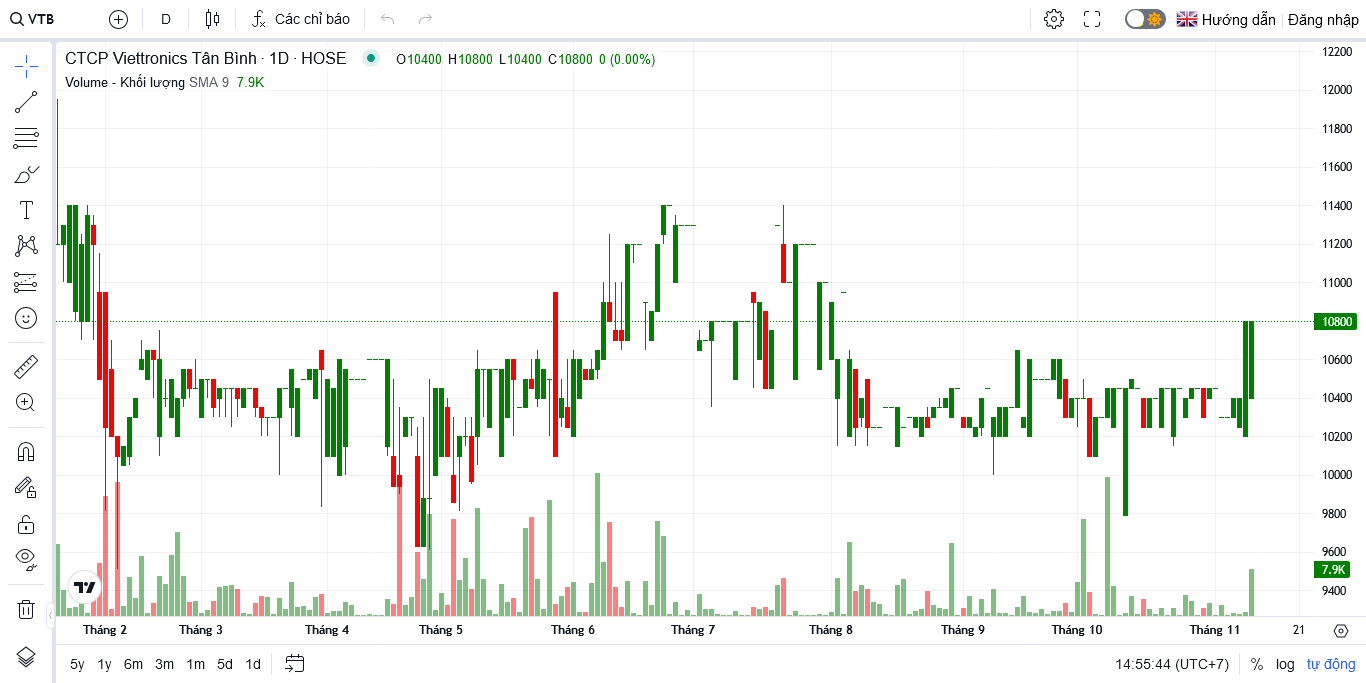 VTB D Các chỉ báo Hướng dẫn Đăng nhập
CTCP Viettronics Tân Bình · 1D · HOSE O10400 H10800 L10400 C10800 0 (0.00%)
Volume - Khối lượng SMA 9 7.9K
12200
12000
11800
11600
11400
11200
11000
10800
10600
10400
10200
10000
9800
9600
7.9K
9400
Tháng 2 Tháng 3 Tháng 4 Tháng 5 Tháng 6 Tháng 7 Tháng 8 Tháng 9 Tháng 10 Tháng 11 21
5y 1y 6m 3m 1m 5d 1d 14:55:44 (UTC+7) % log tự động